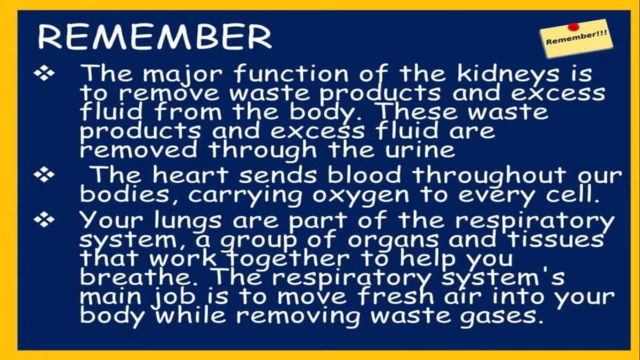 REMEMBER
Remember!!!
❖ The major function of the kidneys is
to remove waste products and excess
fluid from the body. These waste
products and excess fluid are
removed through the urine
❖ The heart sends blood throughout our
bodies, carrying oxygen to every cell.
❖ Your lungs are part of the respiratory
system, a group of organs and tissues
that work together to help you
breathe. The respiratory system's
main job is to move fresh air into your
body while removing waste gases.